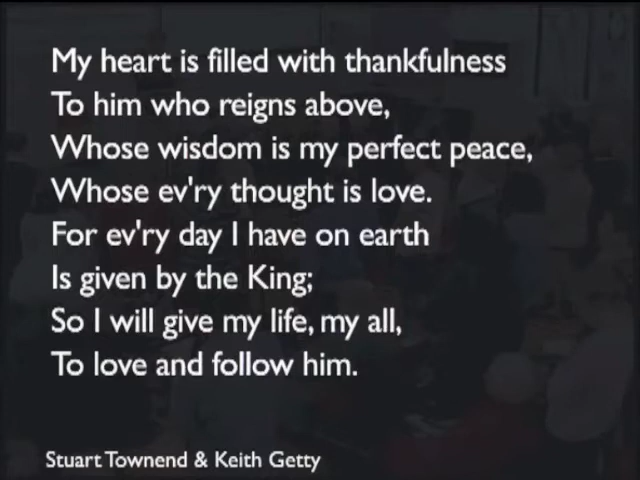 My heart is filled with thankfulness
To him who reigns above,
Whose wisdom is my perfect peace,
Whose ev'ry thought is love.
For ev'ry day I have on earth
Is given by the King;
So I will give my life, my all,
To love and follow him.
Stuart Townend & Keith Getty